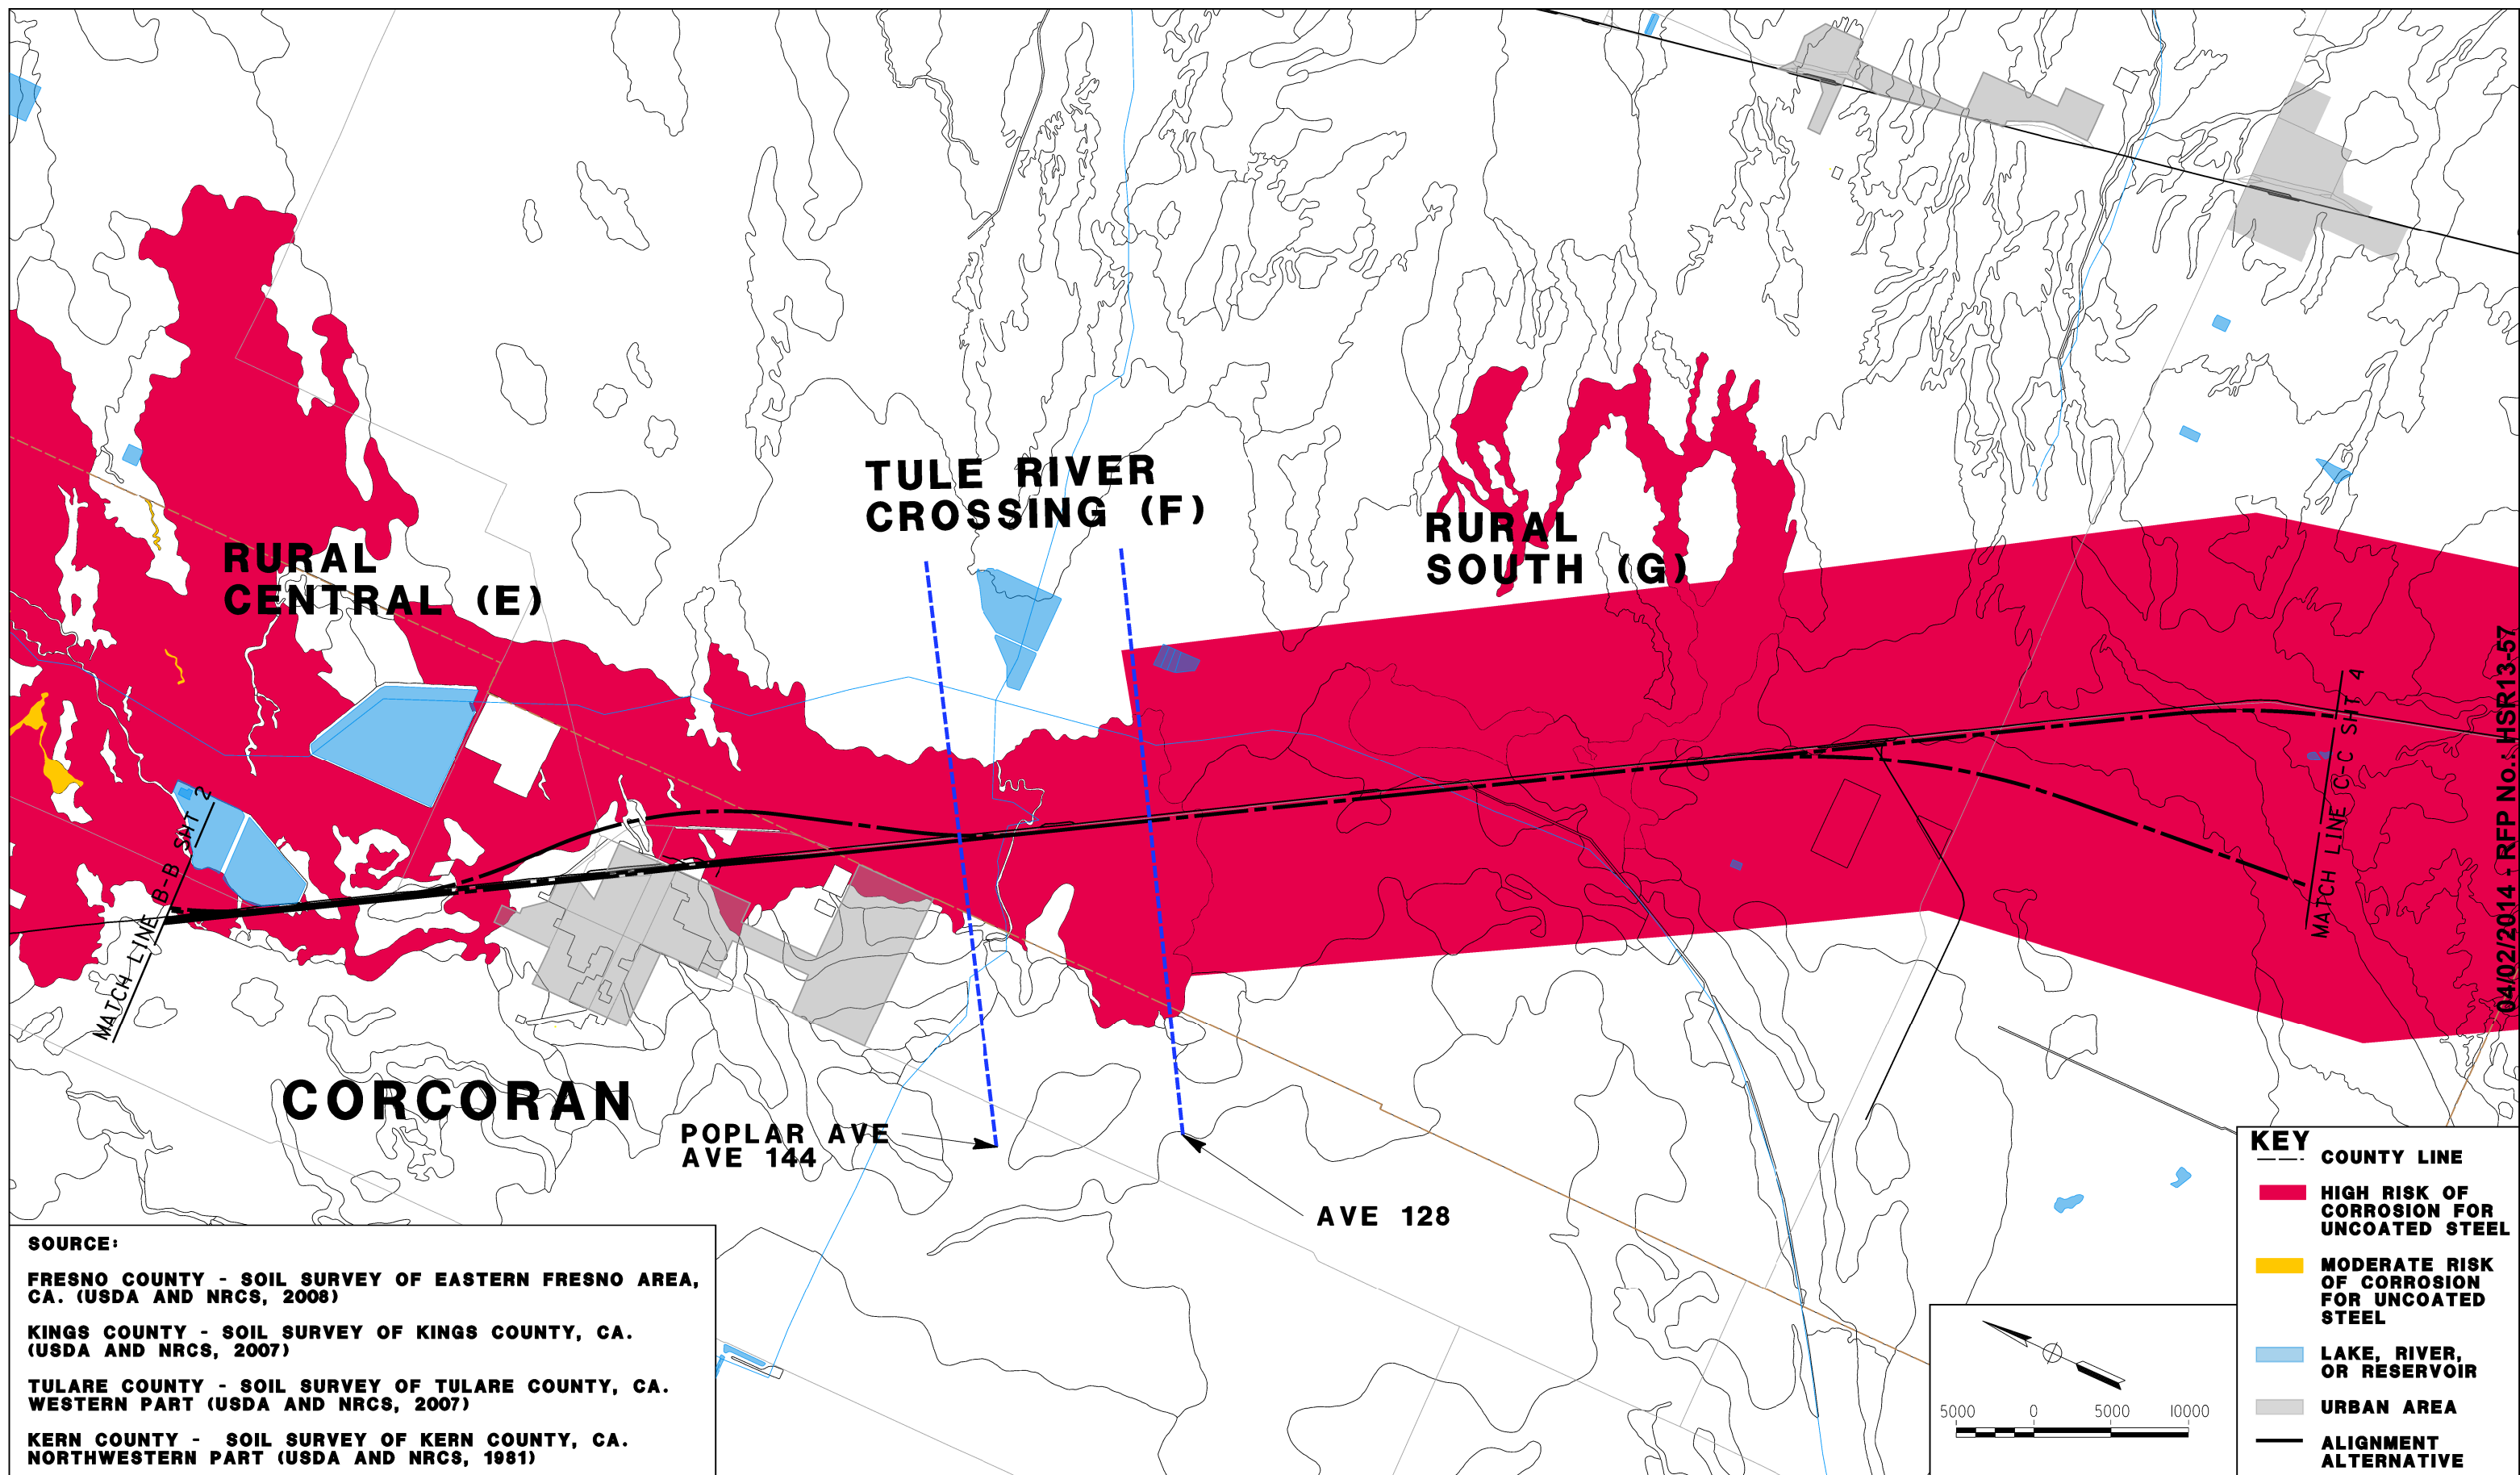 TULE RIVER
CROSSING (F)
RURAL
SOUTH (G)
RURAL
CENTRAL (E)
MATCH LINE B-B SHT 2
MATCH LINE C-C SHT 4
04/02/2014 - RFP No.: HSR13-57
CORCORAN
POPLAR AVE
AVE 144
AVE 128
SOURCE:
FRESNO COUNTY - SOIL SURVEY OF EASTERN FRESNO AREA,
CA. (USDA AND NRCS, 2008)
KINGS COUNTY - SOIL SURVEY OF KINGS COUNTY, CA.
(USDA AND NRCS, 2007)
TULARE COUNTY - SOIL SURVEY OF TULARE COUNTY, CA.
WESTERN PART (USDA AND NRCS, 2007)
KERN COUNTY - SOIL SURVEY OF KERN COUNTY, CA.
NORTHWESTERN PART (USDA AND NRCS, 1981)
5000 0 5000 10000
KEY
COUNTY LINE
HIGH RISK OF
CORROSION FOR
UNCOATED STEEL
MODERATE RISK
OF CORROSION
FOR UNCOATED
STEEL
LAKE, RIVER,
OR RESERVOIR
URBAN AREA
ALIGNMENT
ALTERNATIVE